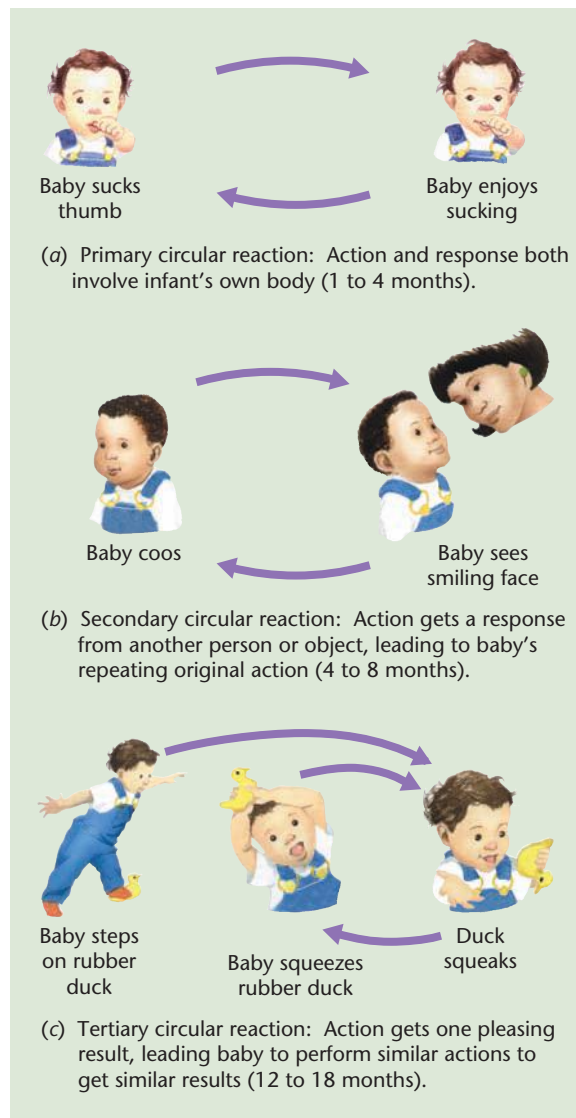 Baby sucks
thumb
Baby enjoys
sucking
(a) Primary circular reaction: Action and response both
involve infant’s own body (1 to 4 months).
Baby coos
Baby sees
smiling face
(b) Secondary circular reaction: Action gets a response
from another person or object, leading to baby’s
repeating original action (4 to 8 months).
Baby steps
on rubber
duck
Baby squeezes
rubber duck
Duck
squeaks
(c) Tertiary circular reaction: Action gets one pleasing
result, leading baby to perform similar actions to
get similar results (12 to 18 months).